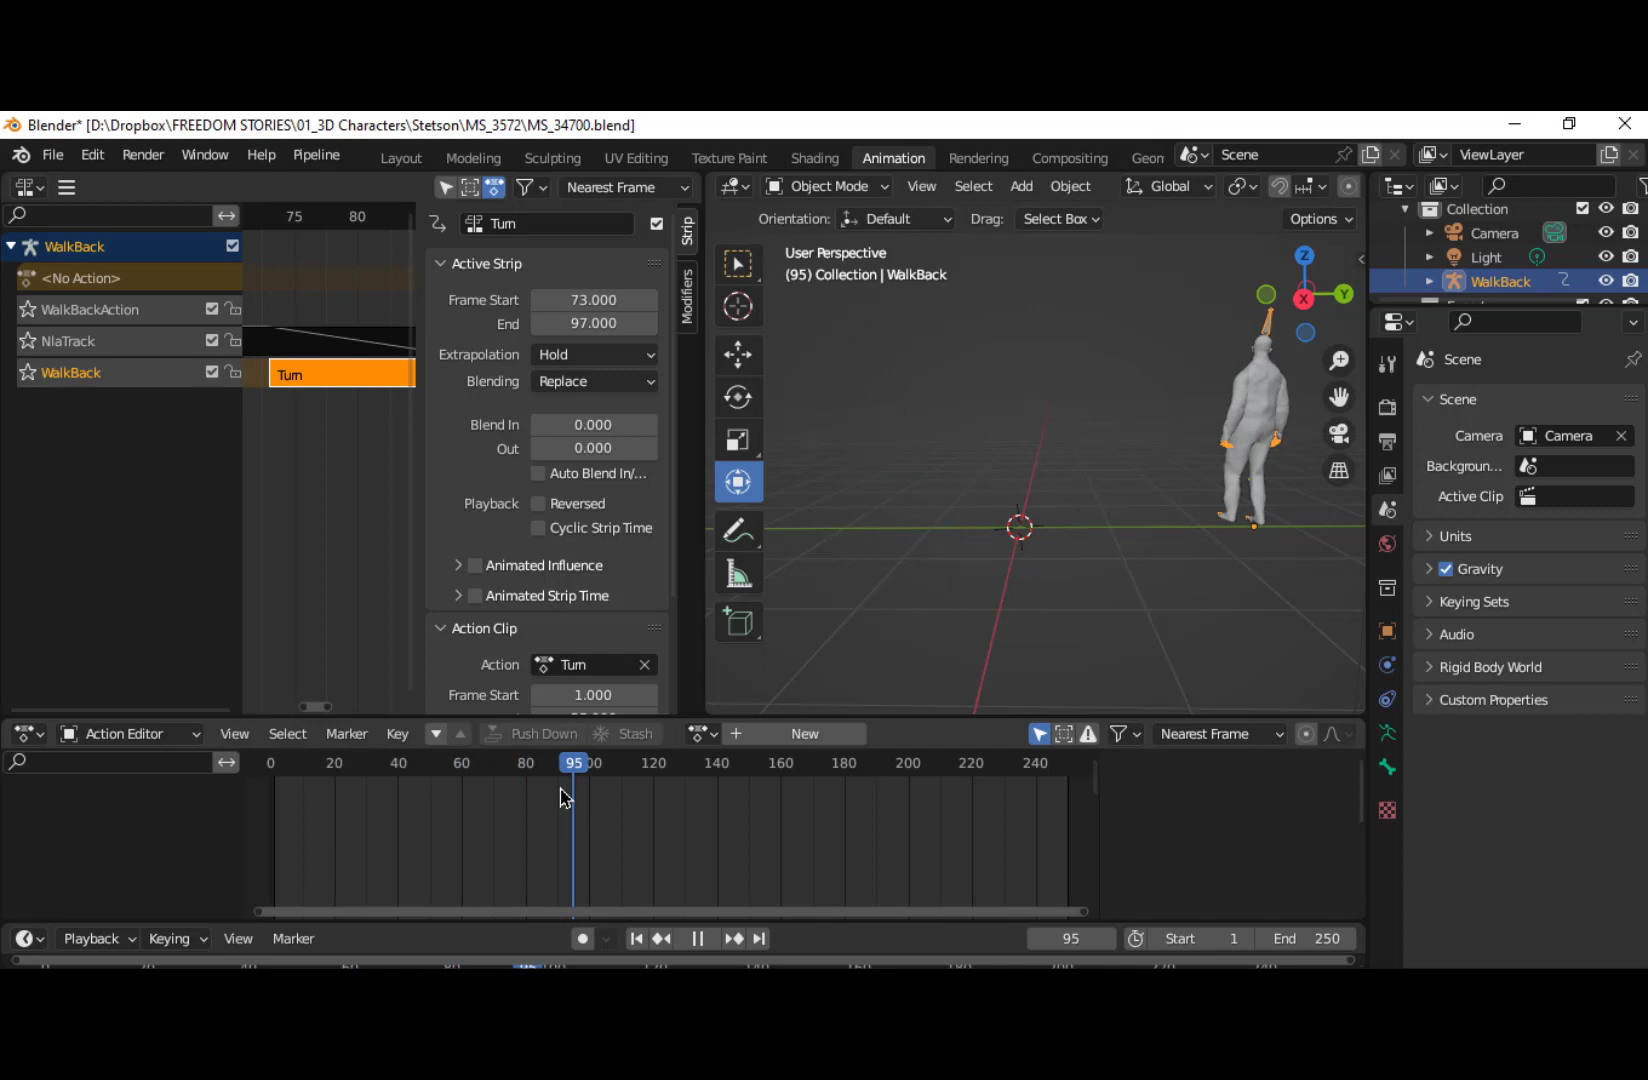 Blender* [D:\Dropbox\FREEDOM STORIES\01_3D Characters\Stetson\MS_3572\MS_34700.blend]
File Edit Render Window Help Pipeline
Layout Modeling Sculpting UV Editing Texture Paint Shading Animation Rendering Compositing Geon
Scene
ViewLayer
Nearest Frame
Object Mode View Select Add Object
Global
Orientation: Default Drag: Select Box
Options
75 80
WalkBack
<No Action>
WalkBackAction
NlaTrack
WalkBack
Turn
Turn
Active Strip
Frame Start 73.000
End 97.000
Extrapolation Hold
Blending Replace
Blend In 0.000
Out 0.000
Auto Blend In/...
Playback Reversed
Cyclic Strip Time
Animated Influence
Animated Strip Time
Action Clip
Action Turn
Frame Start 1.000
Strip
Modifiers
User Perspective
(95) Collection | WalkBack
Z
Y
X
Collection
Camera
Light
WalkBack
Scene
Scene
Camera Camera
Backgroun...
Active Clip
Units
Gravity
Keying Sets
Audio
Rigid Body World
Custom Properties
Action Editor View Select Marker Key Push Down Stash New
Nearest Frame
0 20 40 60 80 95 00 120 140 160 180 200 220 240
Playback Keying View Marker
95 Start 1 End 250